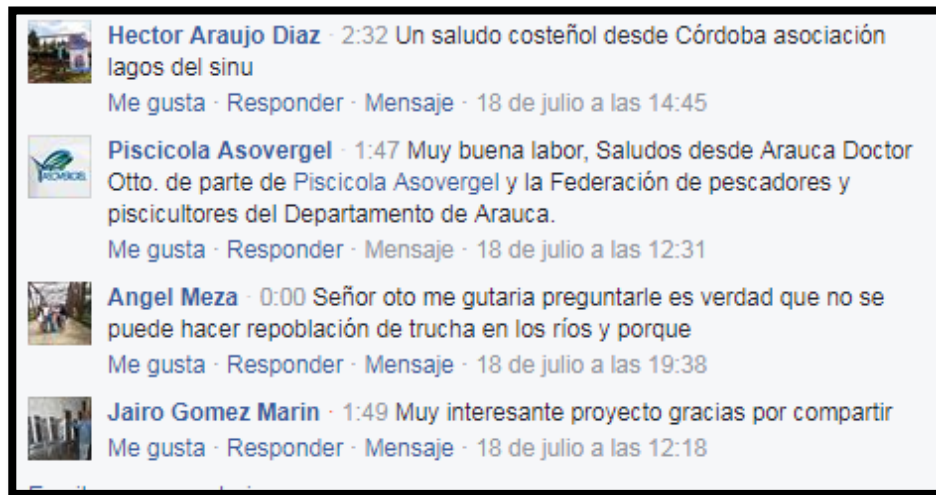 Hector Araujo Diaz · 2:32 Un saludo costeñol desde Córdoba asociación
lagos del sinu
Me gusta · Responder · Mensaje · 18 de julio a las 14:45
Piscicola Asovergel · 1:47 Muy buena labor, Saludos desde Arauca Doctor
Otto. de parte de Piscicola Asovergel y la Federación de pescadores y
piscicultores del Departamento de Arauca.
Me gusta · Responder · Mensaje · 18 de julio a las 12:31
ASOVERGEL
Angel Meza · 0:00 Señor oto me gutaria preguntarle es verdad que no se
puede hacer repoblación de trucha en los ríos y porque
Me gusta · Responder · Mensaje · 18 de julio a las 19:38
Jairo Gomez Marin · 1:49 Muy interesante proyecto gracias por compartir
Me gusta · Responder · Mensaje · 18 de julio a las 12:18